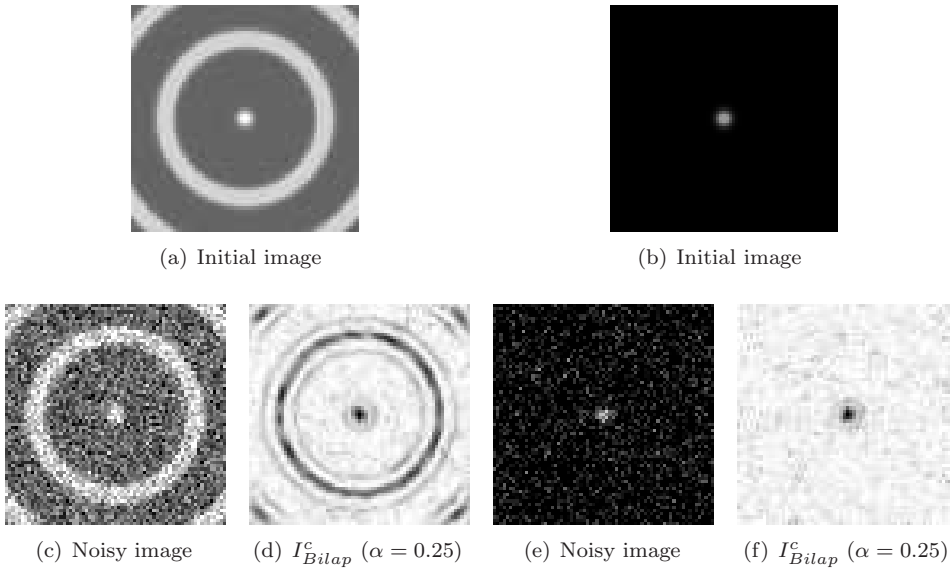 (a) Initial image
(b) Initial image
(c) Noisy image
(d) I^c_{Bilap} (α = 0.25)
(e) Noisy image
(f) I^c_{Bilap} (α = 0.25)